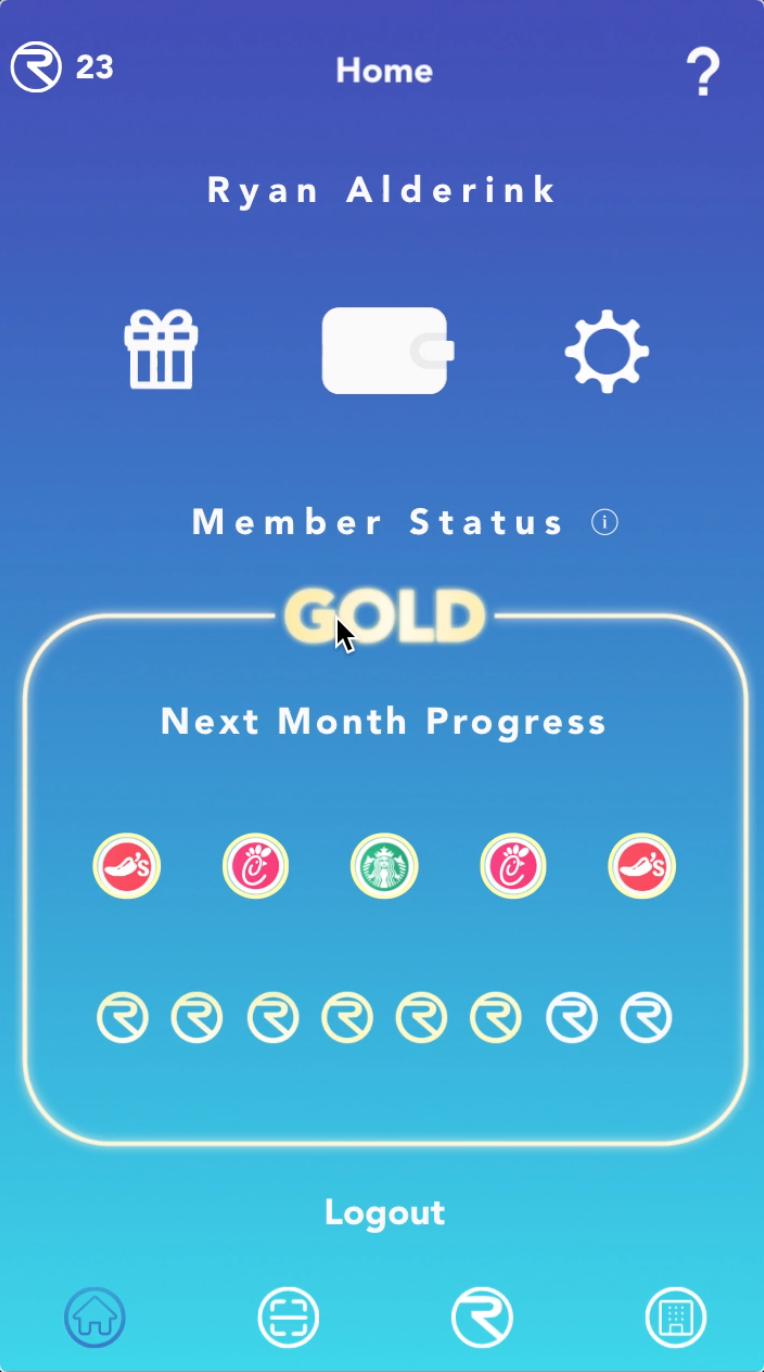 23
Home
?
Ryan Alderink
Member Status i
GOLD
Next Month Progress
Logout